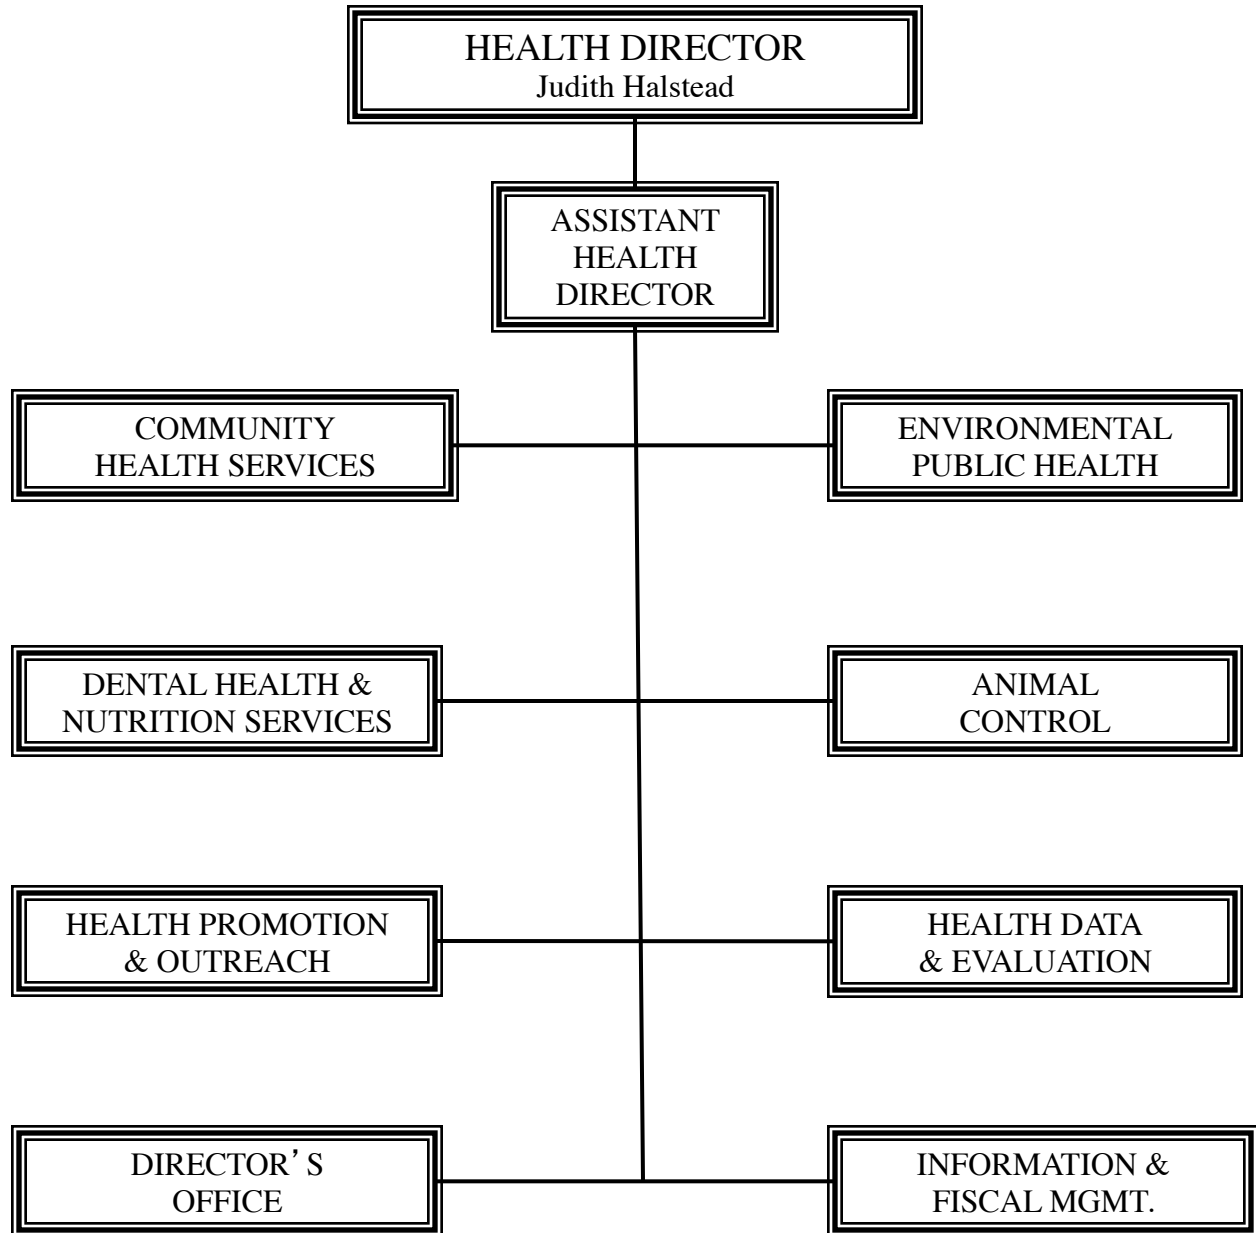 HEALTH DIRECTOR
Judith Halstead
ASSISTANT
HEALTH
DIRECTOR
COMMUNITY
HEALTH SERVICES
ENVIRONMENTAL
PUBLIC HEALTH
DENTAL HEALTH &
NUTRITION SERVICES
ANIMAL
CONTROL
HEALTH PROMOTION
& OUTREACH
HEALTH DATA
& EVALUATION
DIRECTOR’S
OFFICE
INFORMATION &
FISCAL MGMT.